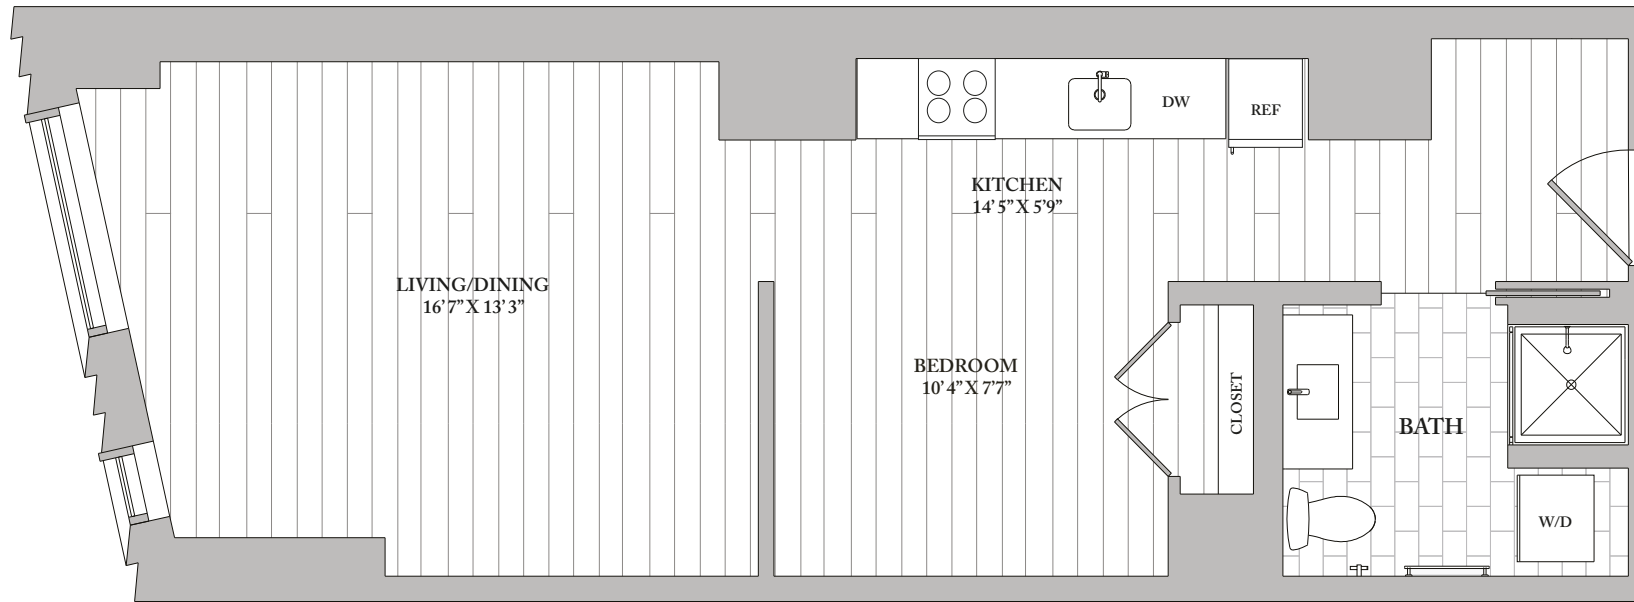 DW
REF
KITCHEN
14’5”X 5’9”
LIVING/DINING
16’7”X 13’3”
BEDROOM
10’4”X 7’7”
CLOSET
BATH
W/D